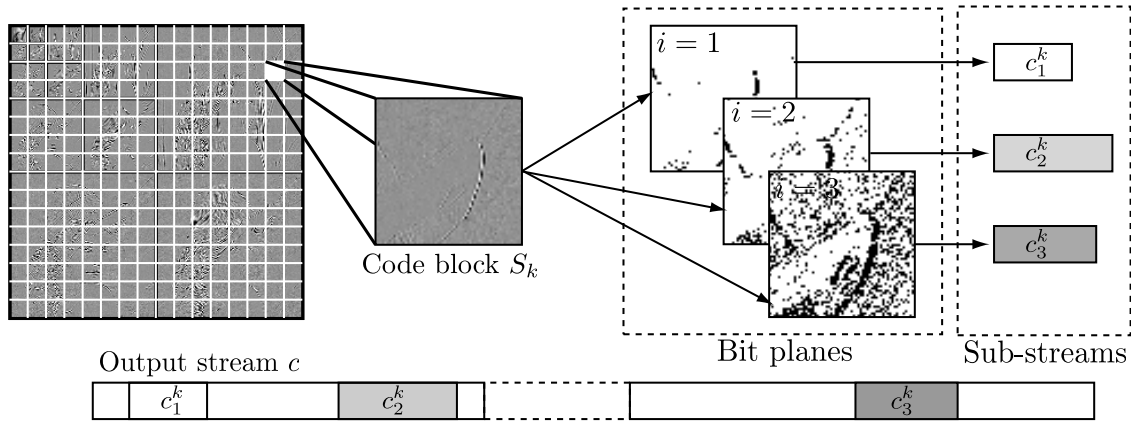 i = 1
i = 2
i = 3
c_1^k
c_2^k
c_3^k
Code block S_k
Bit planes
Sub-streams
Output stream c
c_1^k c_2^k c_3^k